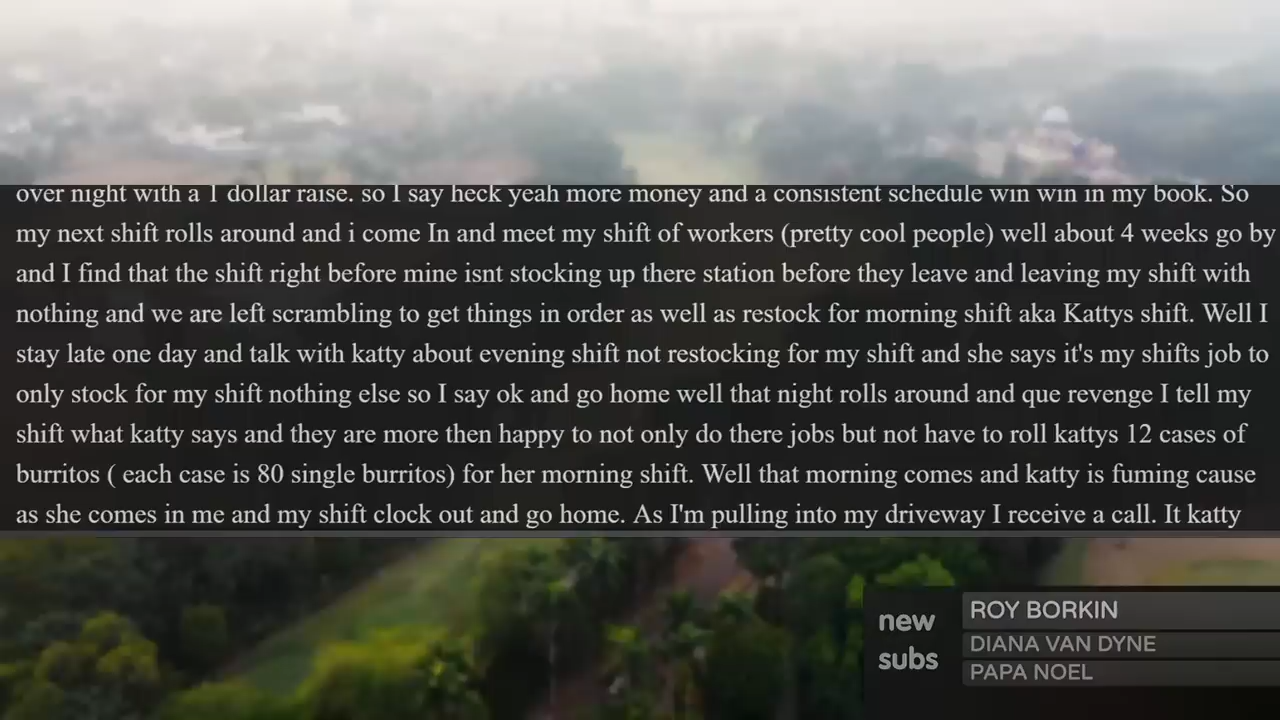 over night with a 1 dollar raise. so I say heck yeah more money and a consistent schedule win win in my book. So
my next shift rolls around and i come In and meet my shift of workers (pretty cool people) well about 4 weeks go by
and I find that the shift right before mine isnt stocking up there station before they leave and leaving my shift with
nothing and we are left scrambling to get things in order as well as restock for morning shift aka Kattys shift. Well I
stay late one day and talk with katty about evening shift not restocking for my shift and she says it's my shifts job to
only stock for my shift nothing else so I say ok and go home well that night rolls around and que revenge I tell my
shift what katty says and they are more then happy to not only do there jobs but not have to roll kattys 12 cases of
burritos ( each case is 80 single burritos) for her morning shift. Well that morning comes and katty is fuming cause
as she comes in me and my shift clock out and go home. As I'm pulling into my driveway I receive a call. It katty
new
subs
ROY BORKIN
DIANA VAN DYNE
PAPA NOEL